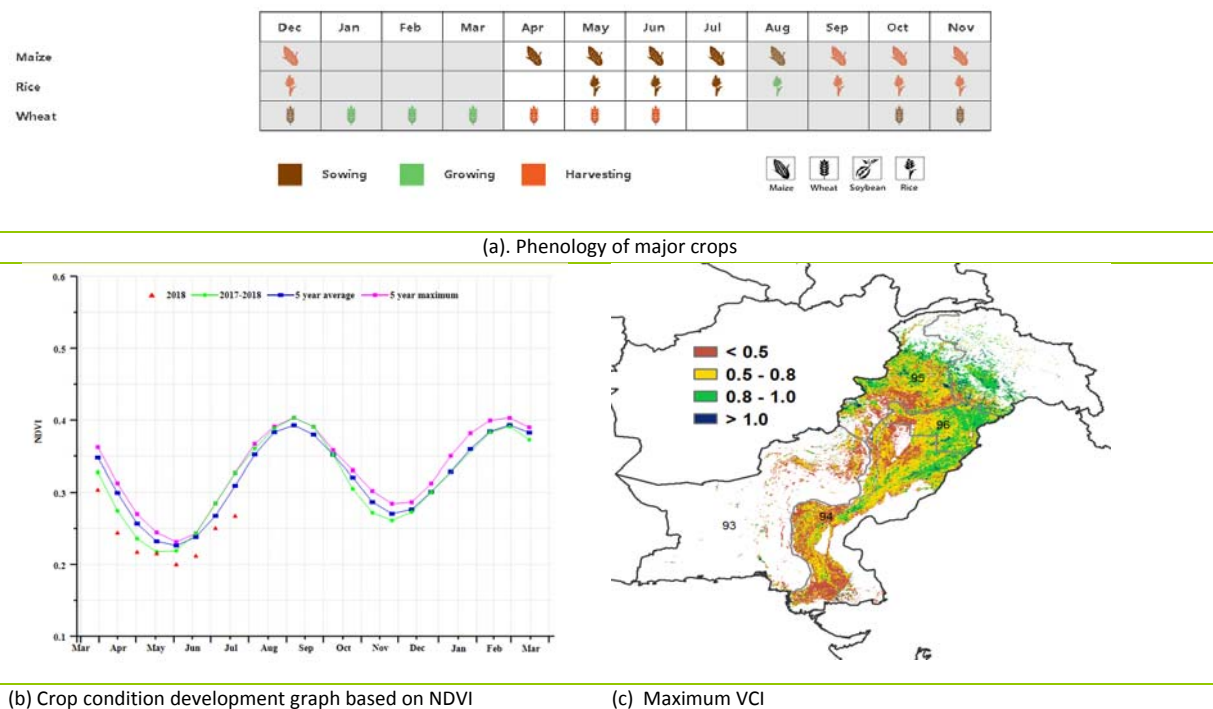 Dec Jan Feb Mar Apr May Jun Jul Aug Sep Oct Nov
Maize
Rice
Wheat
Sowing Growing Harvesting
Maize Wheat Soybean Rice
(a). Phenology of major crops
0.6
2018 2017-2018 5 year average 5 year maximum
0.5
0.4
NDVI
0.3
0.2
0.1
Mar Apr May Jun Jul Aug Sep Oct Nov Dec Jan Feb Mar
< 0.5
0.5 - 0.8
0.8 - 1.0
> 1.0
95
96
94
93
(b) Crop condition development graph based on NDVI
(c) Maximum VCI